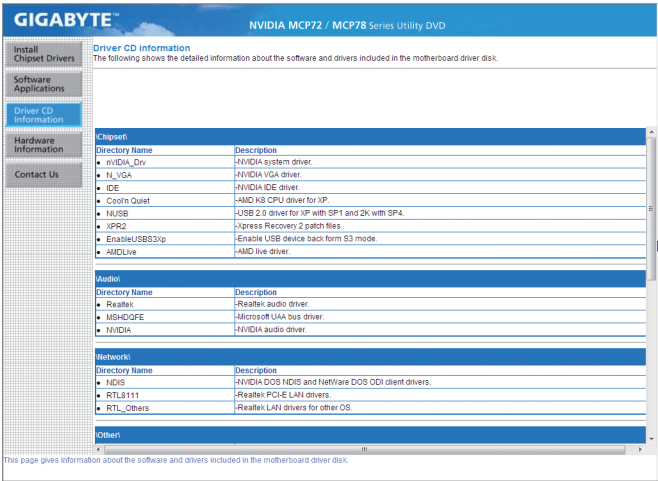 GIGABYTE™
NVIDIA MCP72 / MCP78 Series Utility DVD
Install
Chipset Drivers
Software
Applications
Driver CD
Information
Hardware
Information
Contact Us
Driver CD information
The following shows the detailed information about the software and drivers included in the motherboard driver disk.
\Chipset\
Directory Name Description
• nVIDIA_Drv -NVIDIA system driver.
• N_VGA -NVIDIA VGA driver.
• IDE -NVIDIA IDE driver.
• Cool'n Quiet -AMD K8 CPU driver for XP.
• NUSB -USB 2.0 driver for XP with SP1 and 2K with SP4.
• XPR2 -Xpress Recovery 2 patch files.
• EnableUSBS3Xp -Enable USB device back form S3 mode.
• AMDLive -AMD live driver.
\Audio\
Directory Name Description
• Realtek -Realtek audio driver.
• MSHDQFE -Microsoft UAA bus driver.
• NVIDIA -NVIDIA audio driver.
\Network\
Directory Name Description
• NDIS -NVIDIA DOS NDIS and NetWare DOS ODI client drivers.
• RTL8111 -Realtek PCI-E LAN drivers.
• RTL_Others -Realtek LAN drivers for other OS.
\Other\
This page gives information about the software and drivers included in the motherboard driver disk.